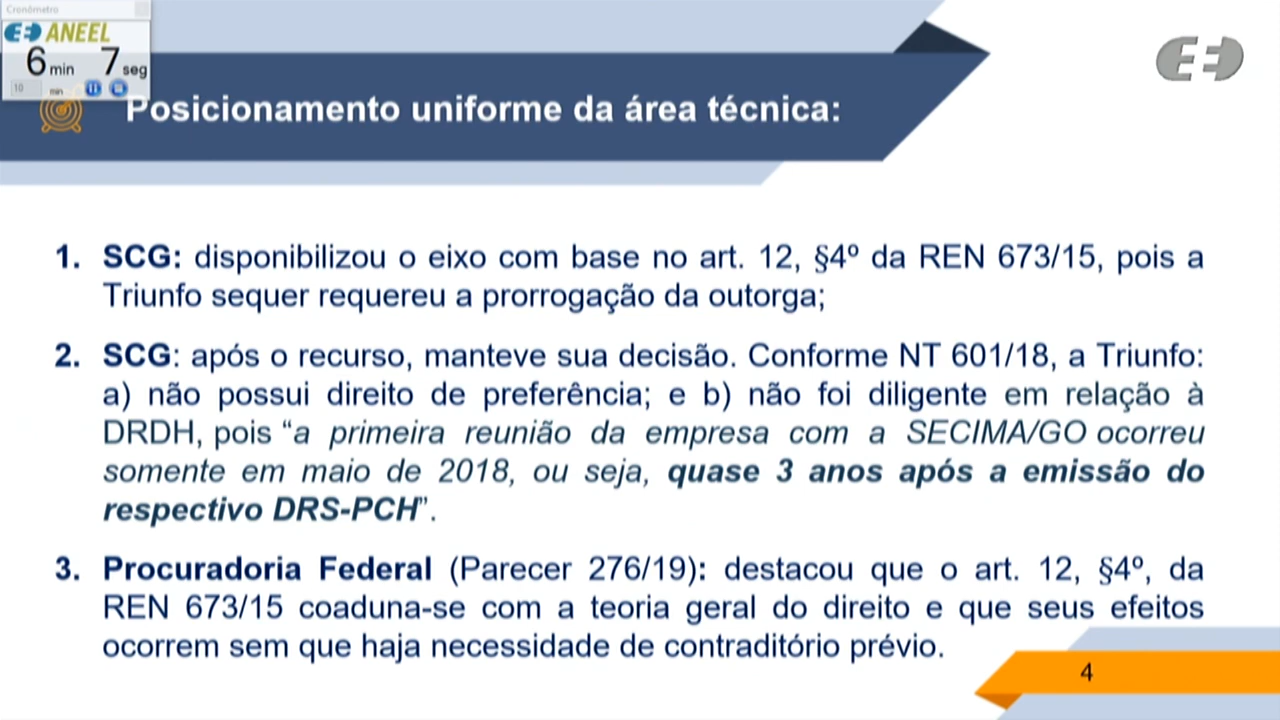 Cronômetro
ANEEL
6 min 7 seg
10 min
Posicionamento uniforme da área técnica:
1. SCG: disponibilizou o eixo com base no art. 12, §4º da REN 673/15, pois a
Triunfo sequer requereu a prorrogação da outorga;
2. SCG: após o recurso, manteve sua decisão. Conforme NT 601/18, a Triunfo:
a) não possui direito de preferência; e b) não foi diligente em relação à
DRDH, pois “a primeira reunião da empresa com a SECIMA/GO ocorreu
somente em maio de 2018, ou seja, quase 3 anos após a emissão do
respectivo DRS-PCH”.
3. Procuradoria Federal (Parecer 276/19): destacou que o art. 12, §4º, da
REN 673/15 coaduna-se com a teoria geral do direito e que seus efeitos
ocorrem sem que haja necessidade de contraditório prévio.
4